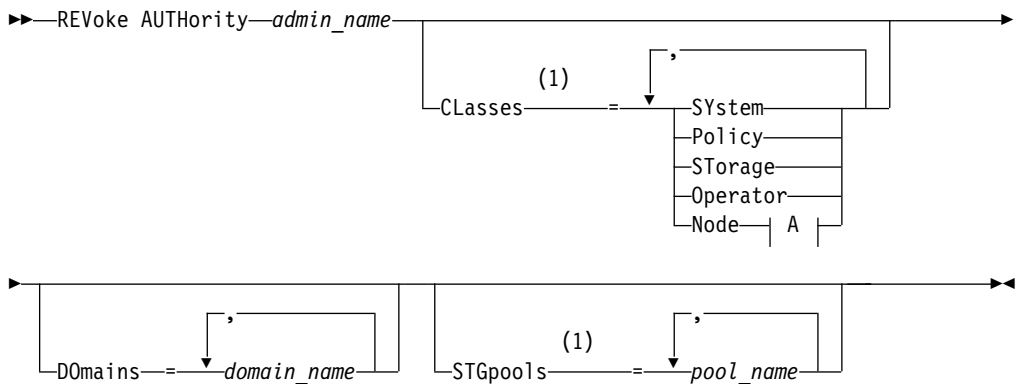 REVoke AUTHority admin_name
,
(1)
CLasses = SYstem
Policy
STorage
Operator
Node A
, ,
(1)
DOmains = domain_name STGpools = pool_name